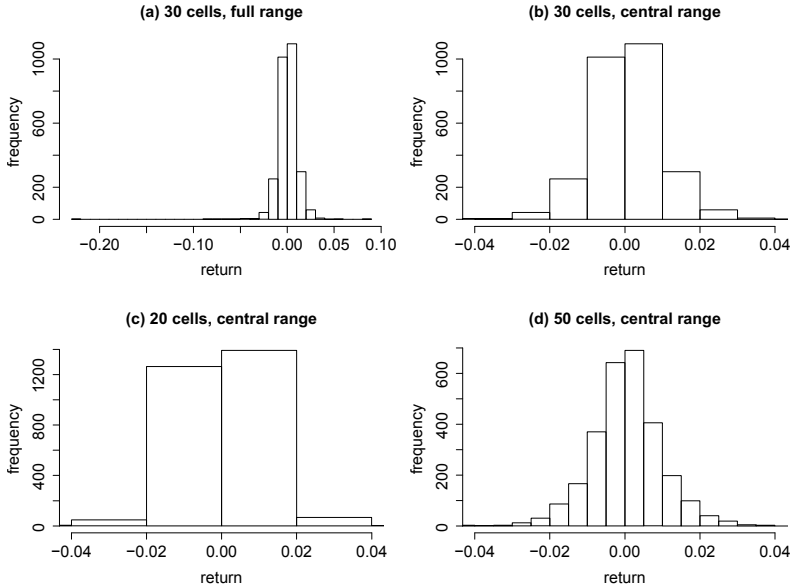 (a) 30 cells, full range
frequency
0 200 600 1000
−0.20 −0.10 0.00 0.05 0.10
return
(b) 30 cells, central range
frequency
0 200 600 1000
−0.04 −0.02 0.00 0.02 0.04
return
(c) 20 cells, central range
frequency
0 400 800 1200
−0.04 −0.02 0.00 0.02 0.04
return
(d) 50 cells, central range
frequency
0 200 400 600
−0.04 −0.02 0.00 0.02 0.04
return